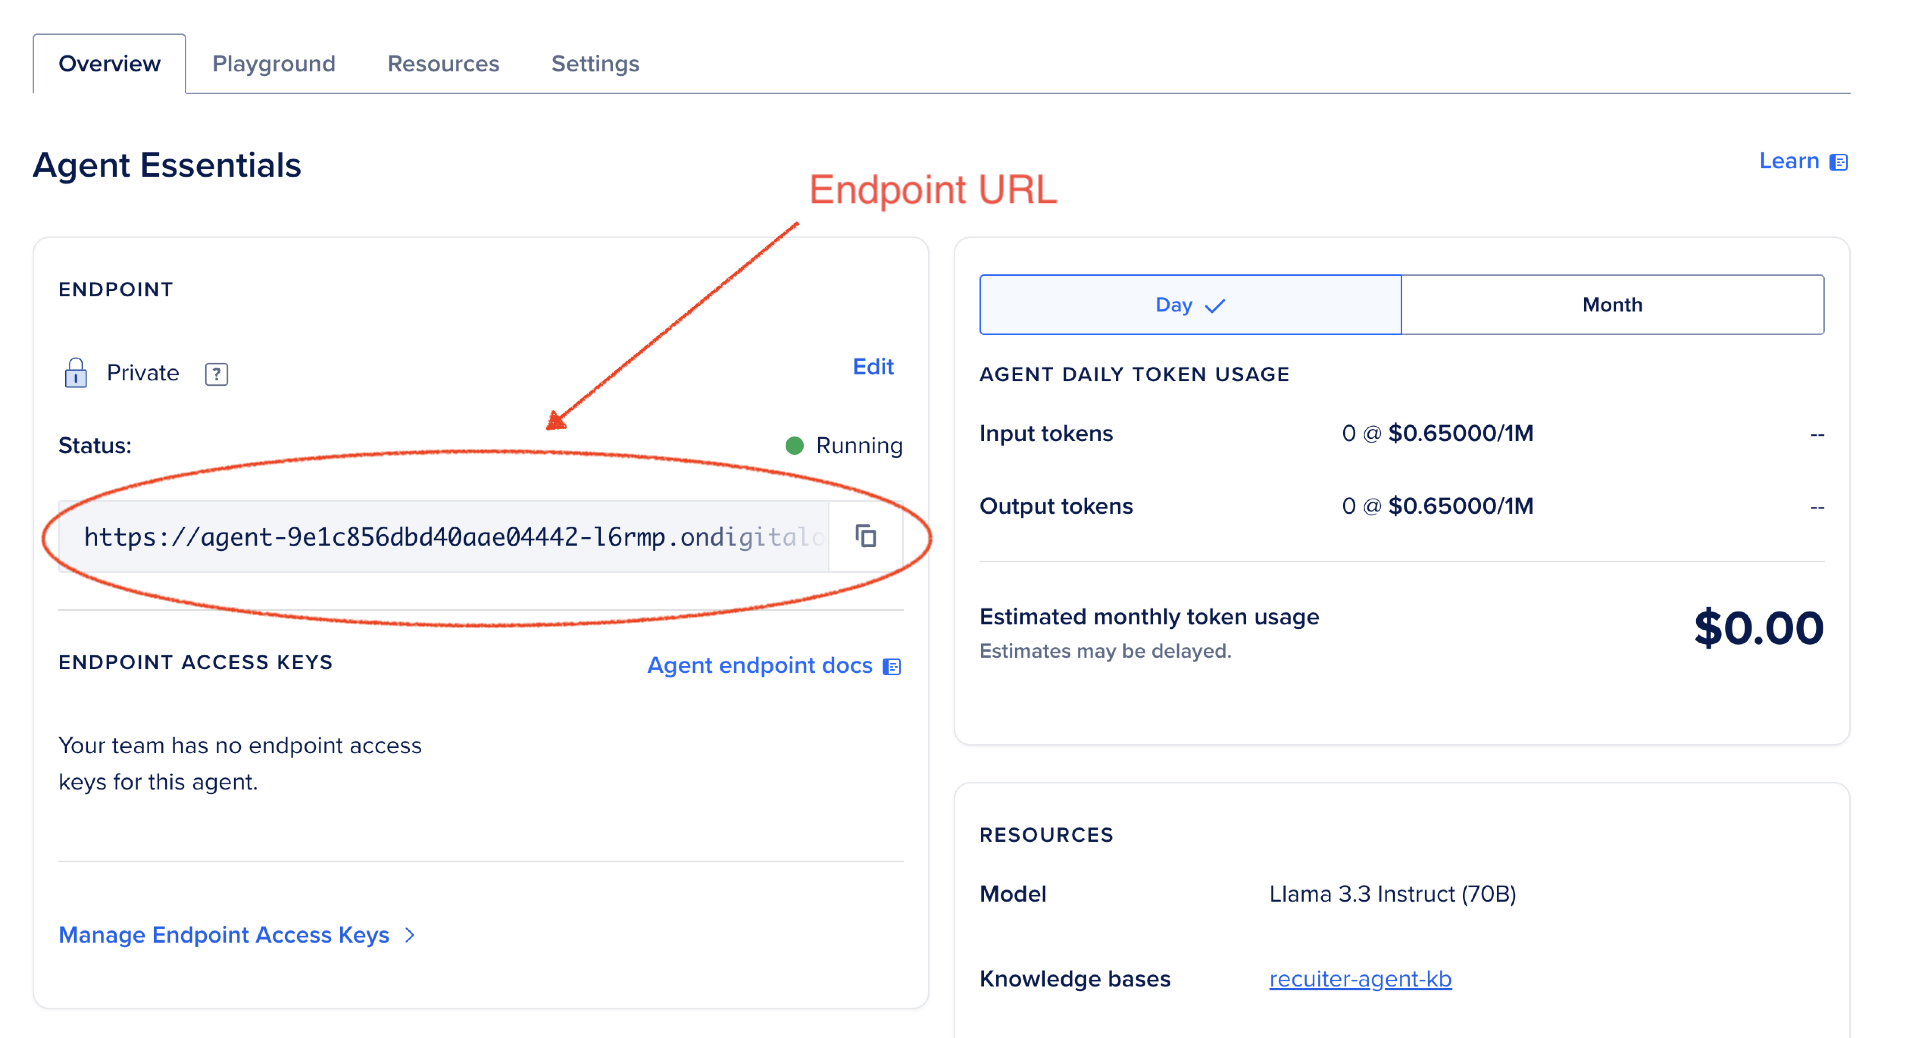 Overview Playground Resources Settings
Agent Essentials
Learn
Endpoint URL
ENDPOINT
Private ?
Edit
Status:
Running
https://agent-9e1c856dbd40aae04442-l6rmp.ondigitalo
ENDPOINT ACCESS KEYS
Agent endpoint docs
Your team has no endpoint access
keys for this agent.
Manage Endpoint Access Keys >
Day ✓ Month
AGENT DAILY TOKEN USAGE
Input tokens 0 @ $0.65000/1M --
Output tokens 0 @ $0.65000/1M --
Estimated monthly token usage
$0.00
Estimates may be delayed.
RESOURCES
Model Llama 3.3 Instruct (70B)
Knowledge bases recuiter-agent-kb